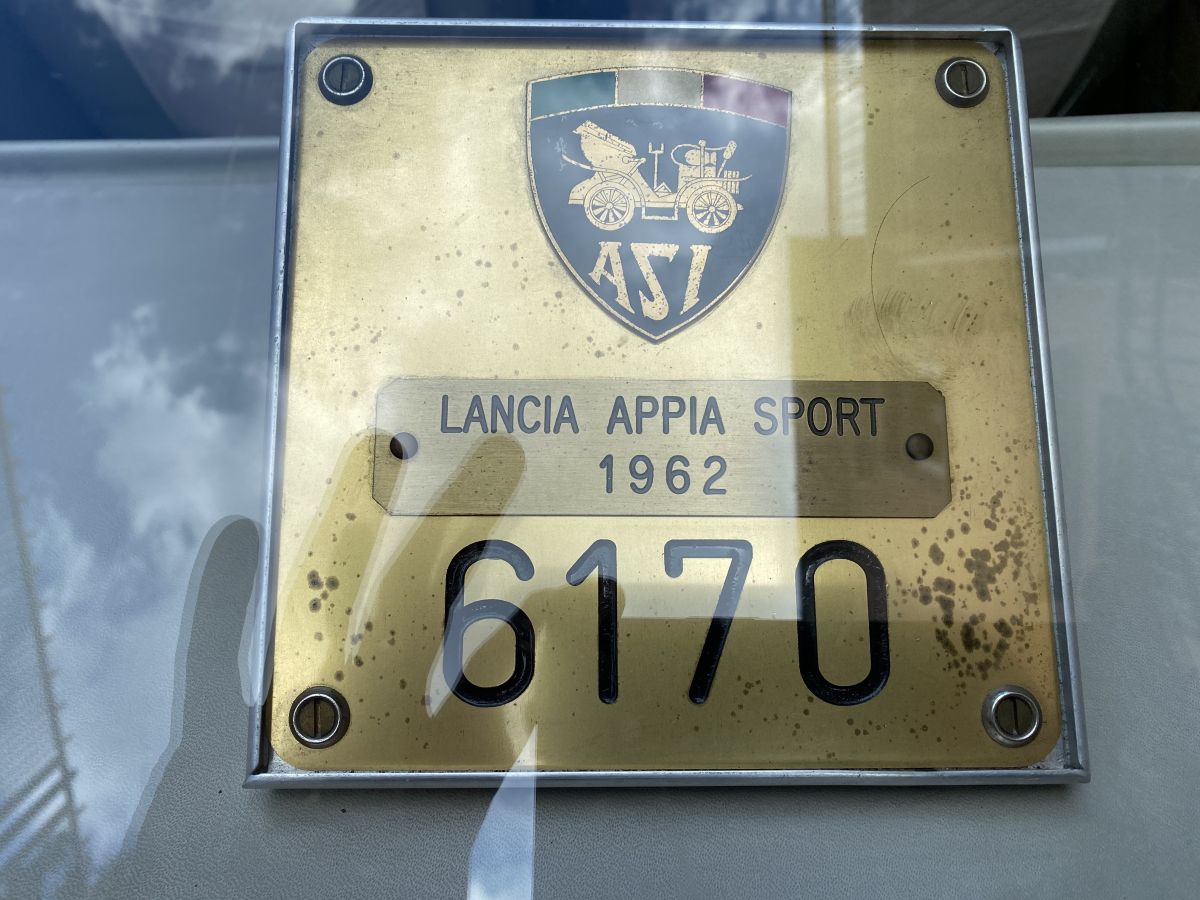 ASI
LANCIA APPIA SPORT
1962
6170